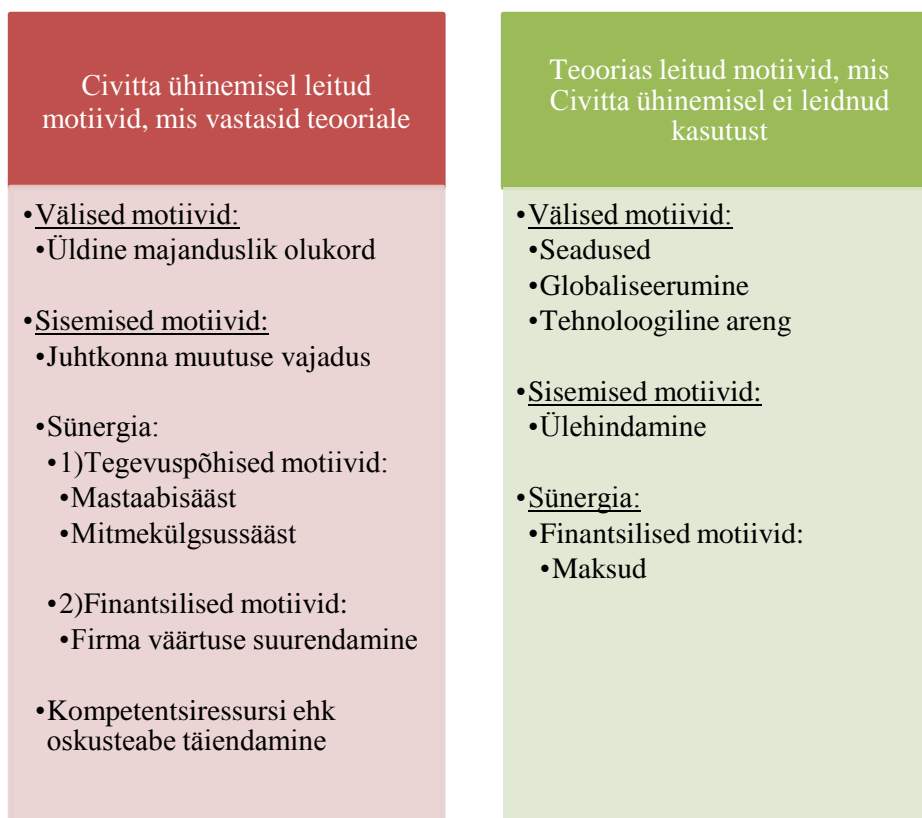 Civitta ühinemisel leitud
motiivid, mis vastasid teooriale
•Välised motiivid:
•Üldine majanduslik olukord
•Sisemised motiivid:
•Juhtkonna muutuse vajadus
•Sünergia:
•1)Tegevuspõhised motiivid:
•Mastaabisääst
•Mitmekülgsussääst
•2)Finantsilised motiivid:
•Firma väärtuse suurendamine
•Kompetentsiressursi ehk
oskusteabe täiendamine
Teoorias leitud motiivid, mis
Civitta ühinemisel ei leidnud
kasutust
•Välised motiivid:
•Seadused
•Globaliseerumine
•Tehnoloogiline areng
•Sisemised motiivid:
•Ülehindamine
•Sünergia:
•Finantsilised motiivid:
•Maksud